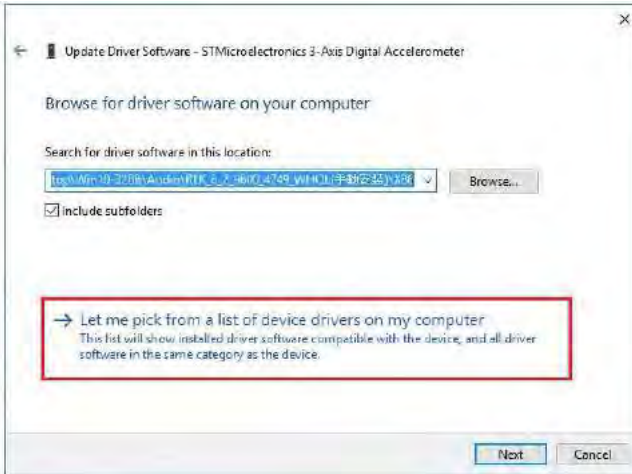 Update Driver Software - STMicroelectronics 3-Axis Digital Accelerometer
Browse for driver software on your computer
Search for driver software in this location:
Browse...
Include subfolders
Let me pick from a list of device drivers on my computer
This list will show installed driver software compatible with the device, and all driver
software in the same category as the device.
Next Cancel